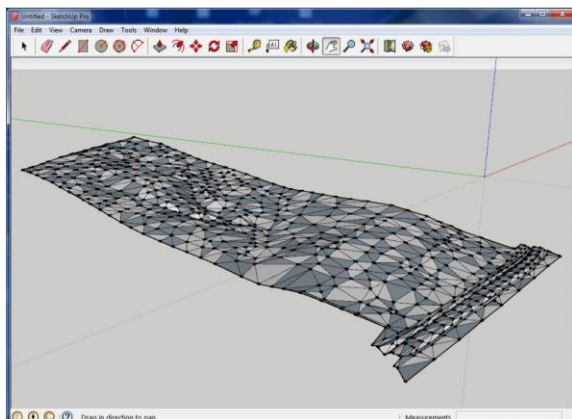 Untitled - SketchUp Pro
File Edit View Camera Draw Tools Window Help
Drag in direction to pan
Measurements